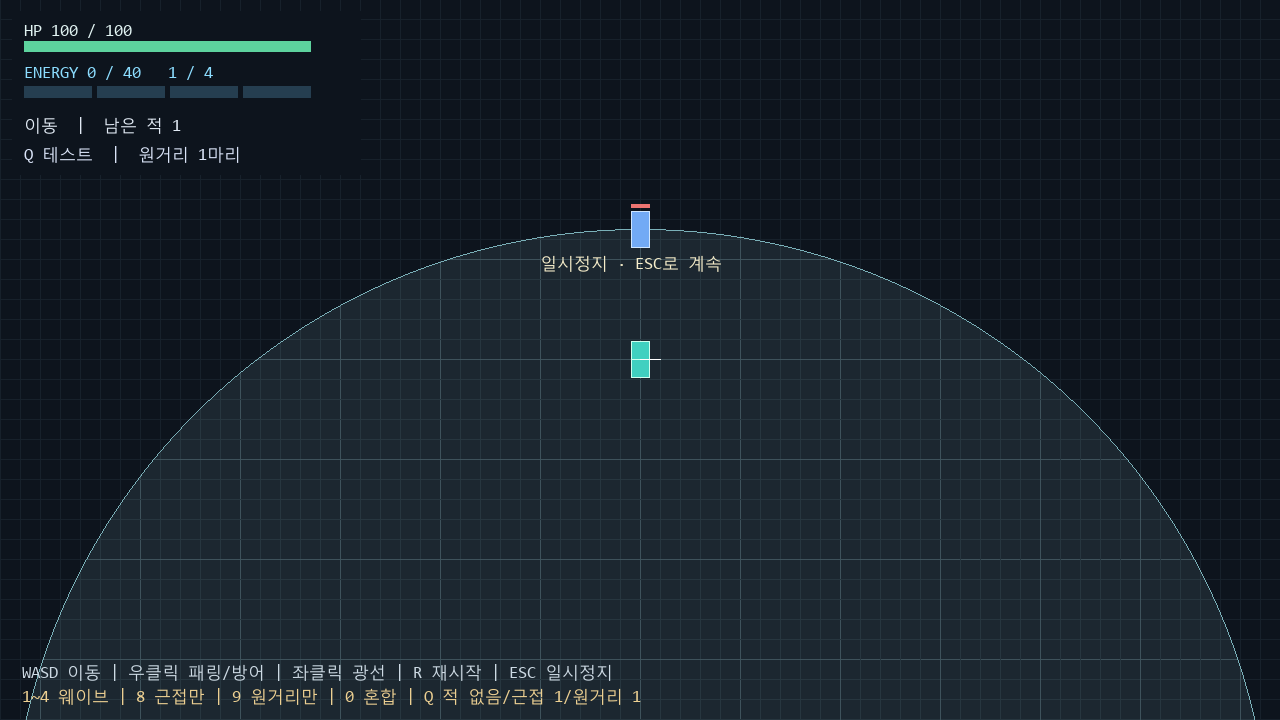 HP 100 / 100
ENERGY 0 / 40 1 / 4
이동 | 남은 적 1
Q 테스트 | 원거리 1마리
일시정지 · ESC로 계속
WASD 이동 | 우클릭 패링/방어 | 좌클릭 광선 | R 재시작 | ESC 일시정지
1~4 웨이브 | 8 근접만 | 9 원거리만 | 0 혼합 | Q 적 없음/근접 1/원거리 1